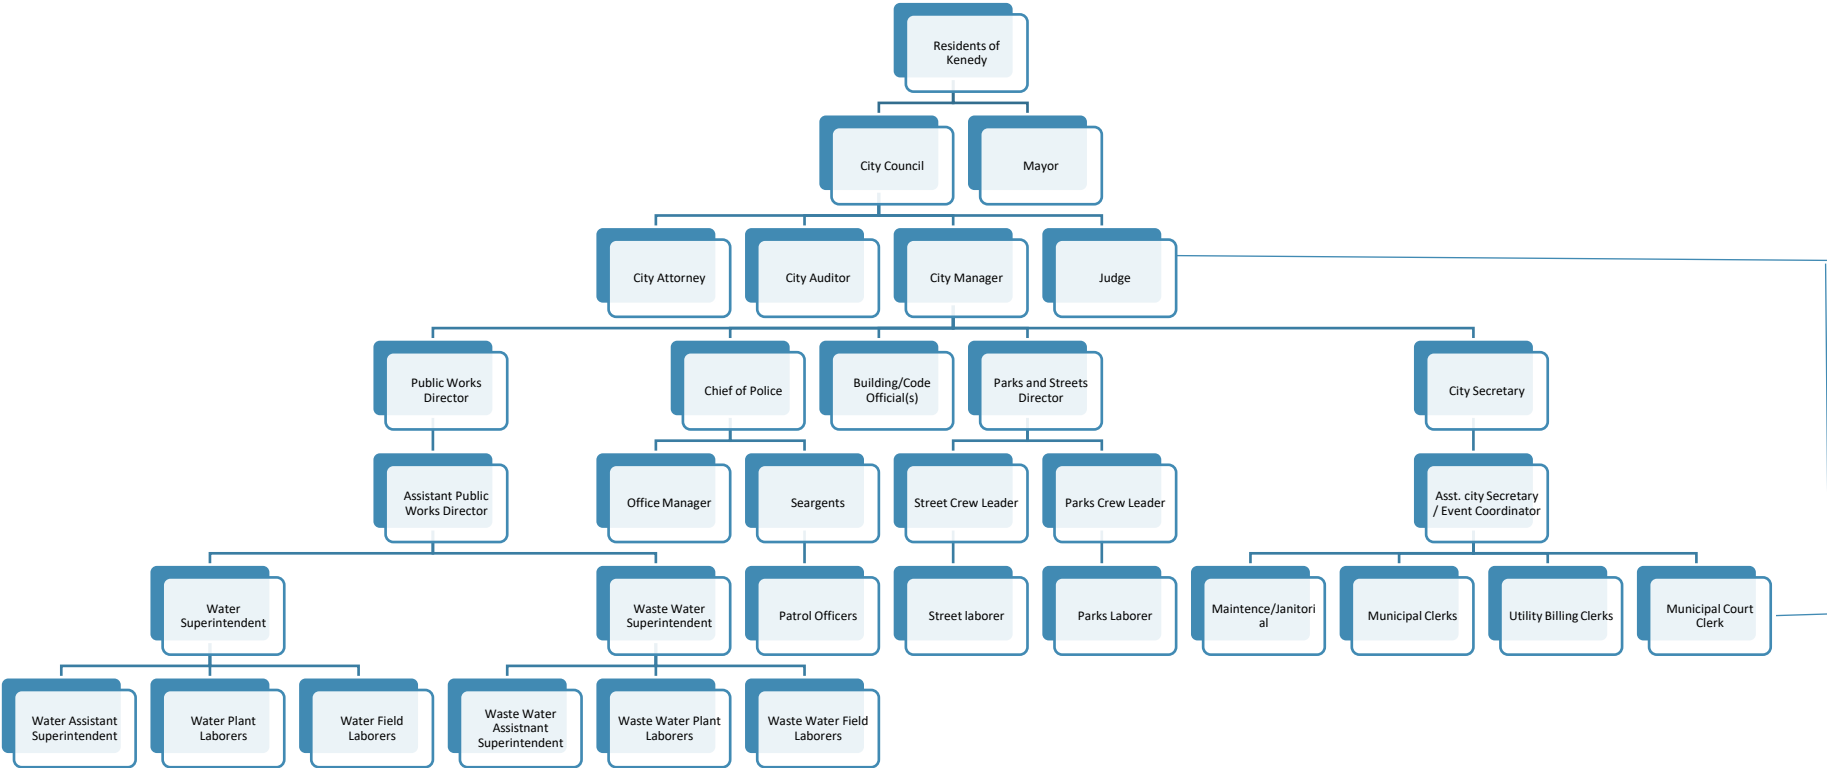 Residents of
Kenedy
City Council
Mayor
City Attorney
City Auditor
City Manager
Judge
Public Works
Director
Chief of Police
Building/Code
Official(s)
Parks and Streets
Director
City Secretary
Assistant Public
Works Director
Office Manager
Seargents
Street Crew Leader
Parks Crew Leader
Asst. city Secretary
/ Event Coordinator
Water
Superintendent
Waste Water
Superintendent
Patrol Officers
Street laborer
Parks Laborer
Maintence/Janitori
al
Municipal Clerks
Utility Billing Clerks
Municipal Court
Clerk
Water Assistant
Superintendent
Water Plant
Laborers
Water Field
Laborers
Waste Water
Assistnant
Superintendent
Waste Water Plant
Laborers
Waste Water Field
Laborers